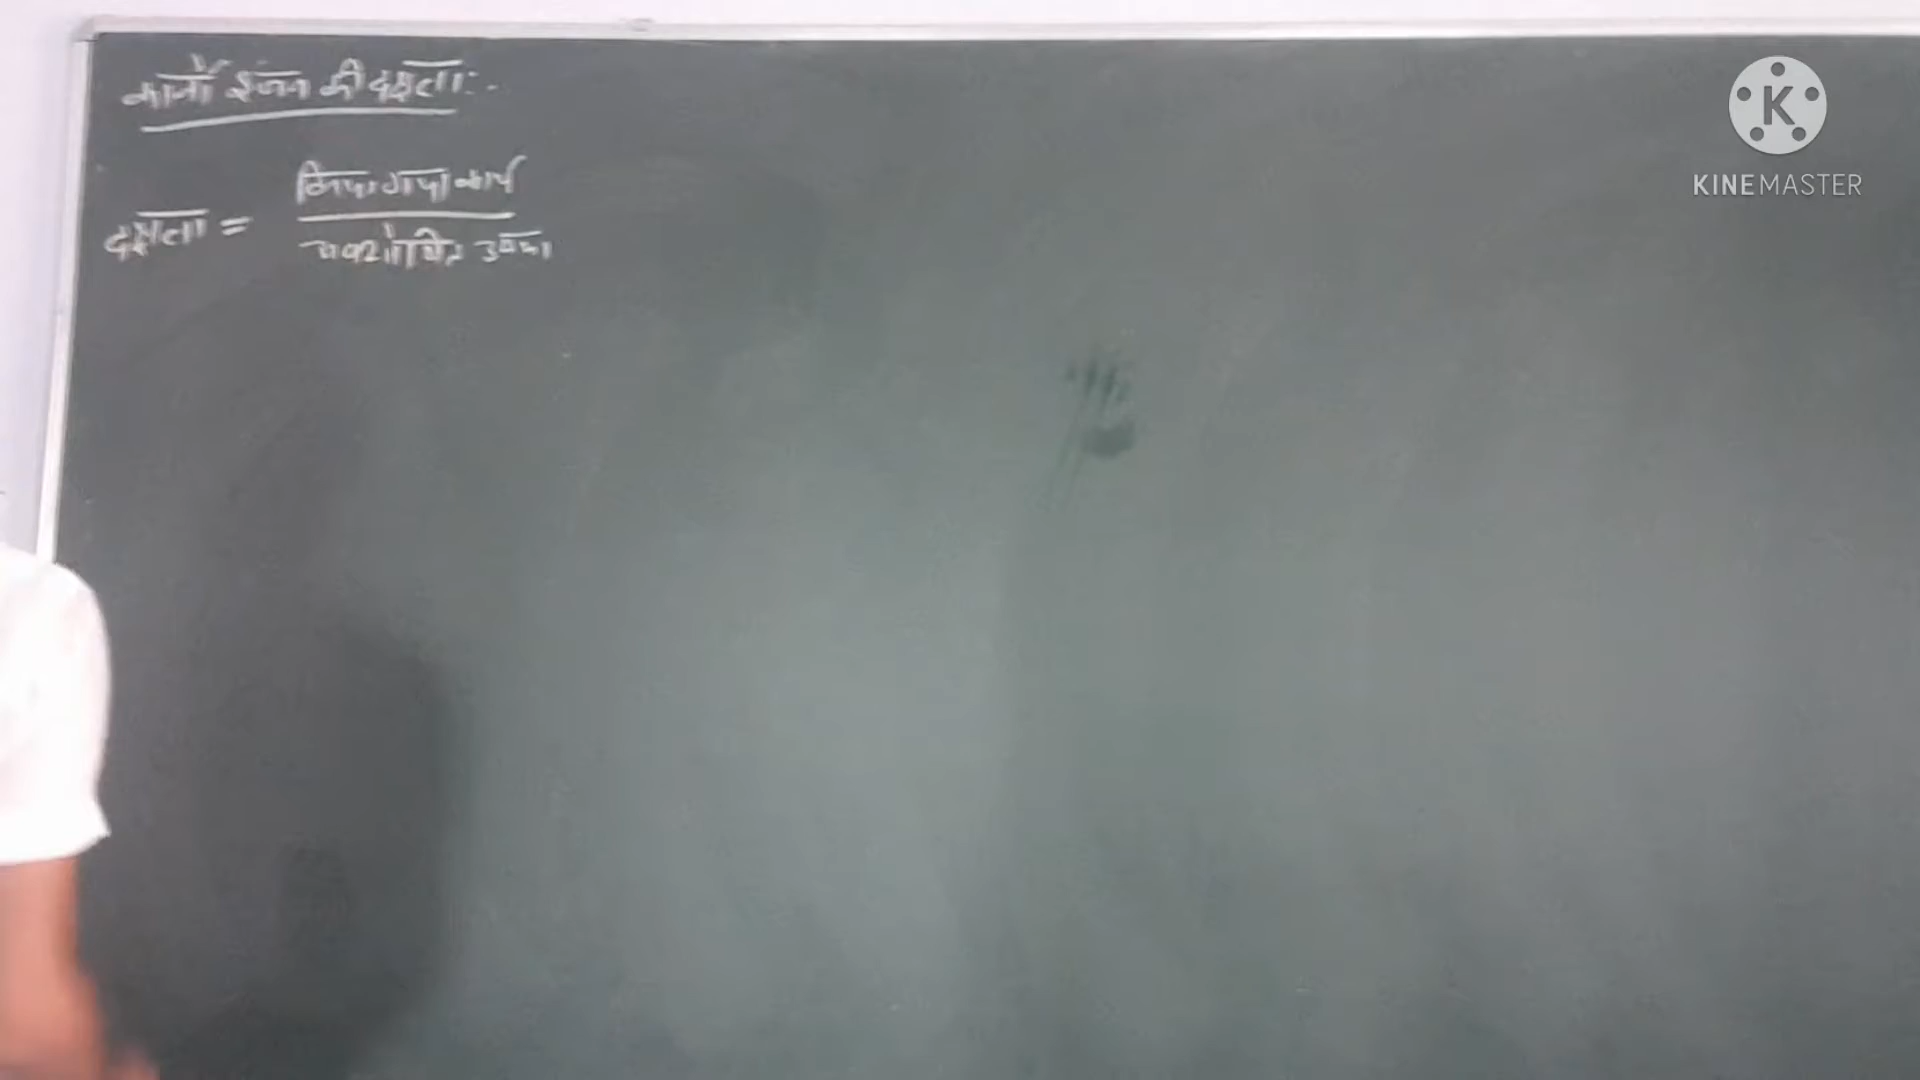 कार्नो इंजन की दक्षता:-
किया गया कार्य
दक्षता =
अवशोषित ऊष्मा
K
KINEMASTER